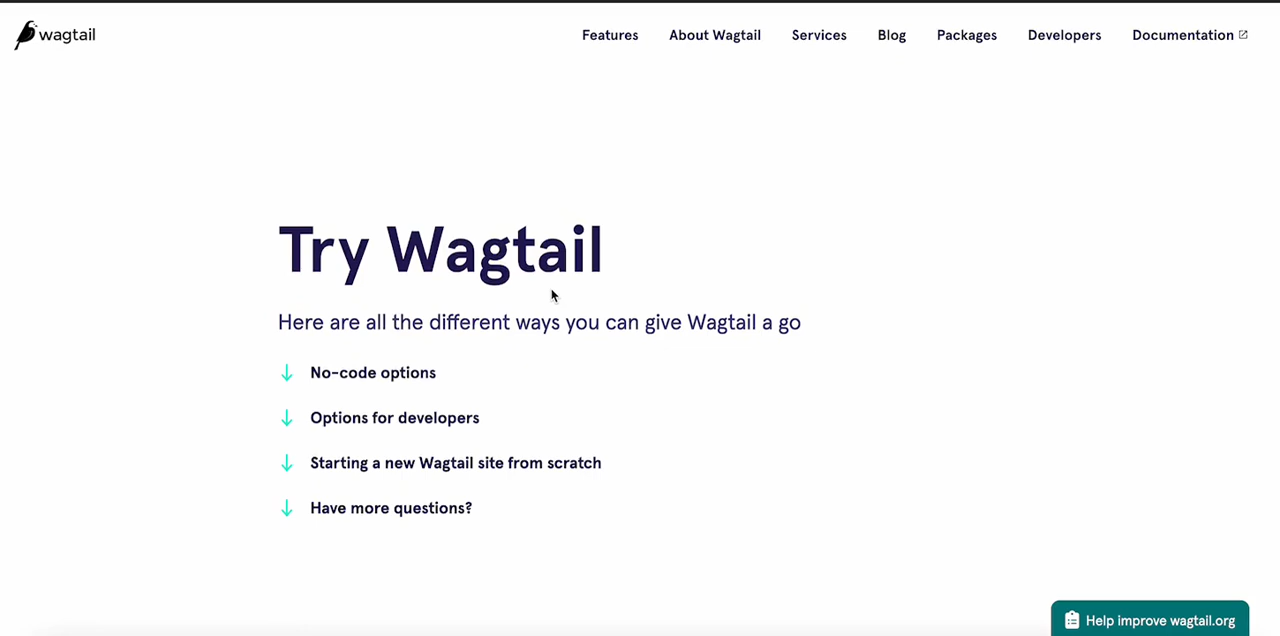 wagtail
Features About Wagtail Services Blog Packages Developers Documentation
Try Wagtail
Here are all the different ways you can give Wagtail a go
No-code options
Options for developers
Starting a new Wagtail site from scratch
Have more questions?
Help improve wagtail.org